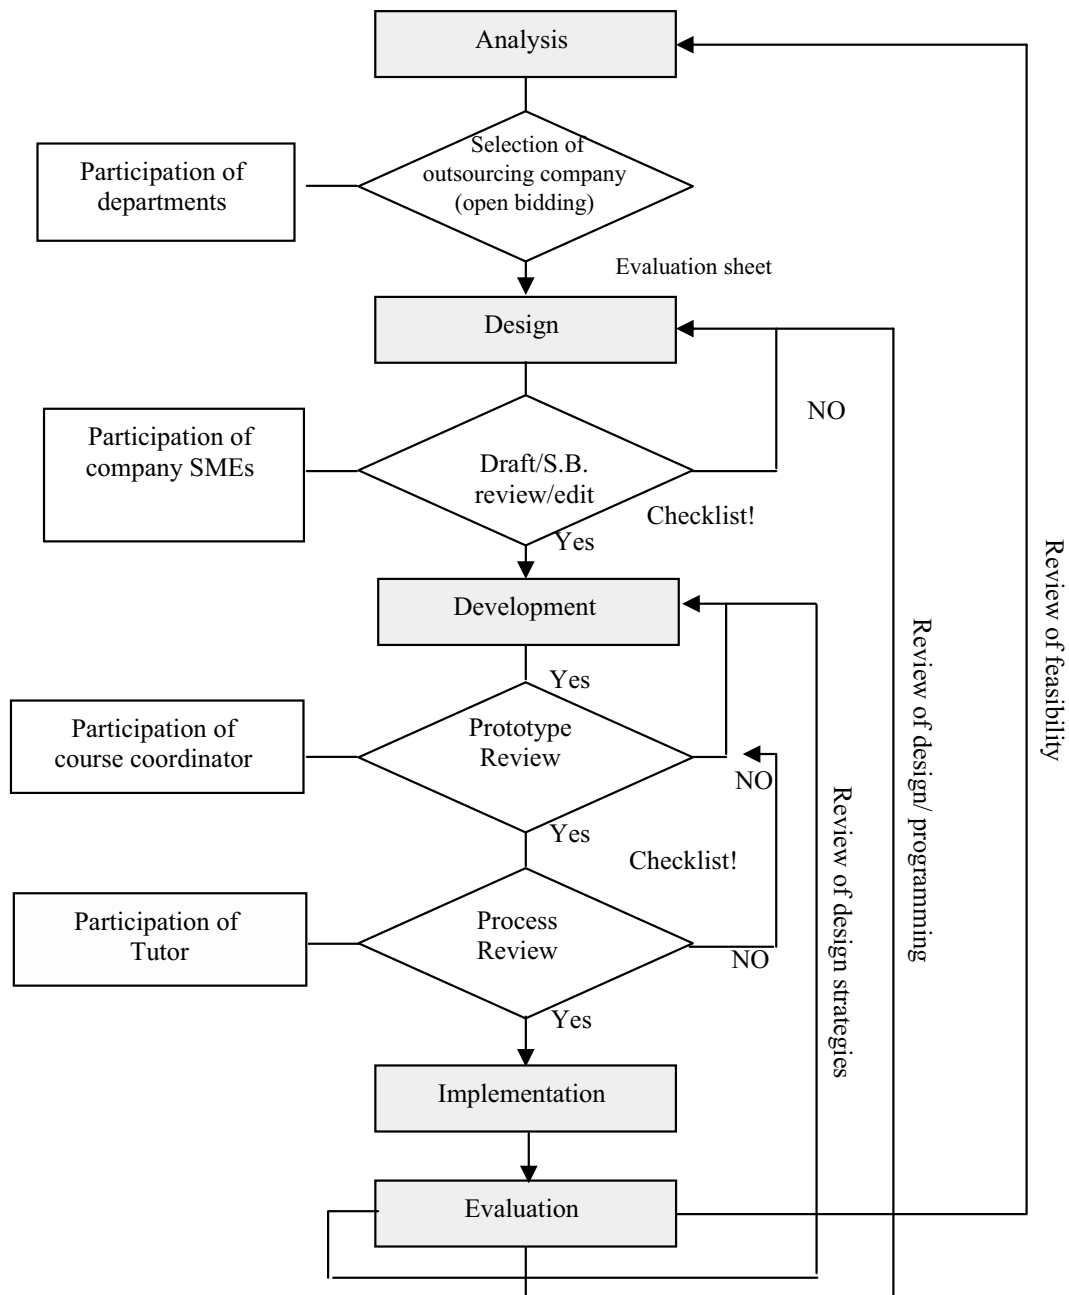 Analysis
Selection of
outsourcing company
(open bidding)
Participation of
departments
Evaluation sheet
Design
NO
Participation of
company SMEs
Draft/S.B.
review/edit
Checklist!
Yes
Development
Yes
Participation of
course coordinator
Prototype
Review
NO
Yes
Checklist!
Participation of
Tutor
Process
Review
NO
Yes
Implementation
Evaluation
Review of design strategies
Review of design/ programming
Review of feasibility